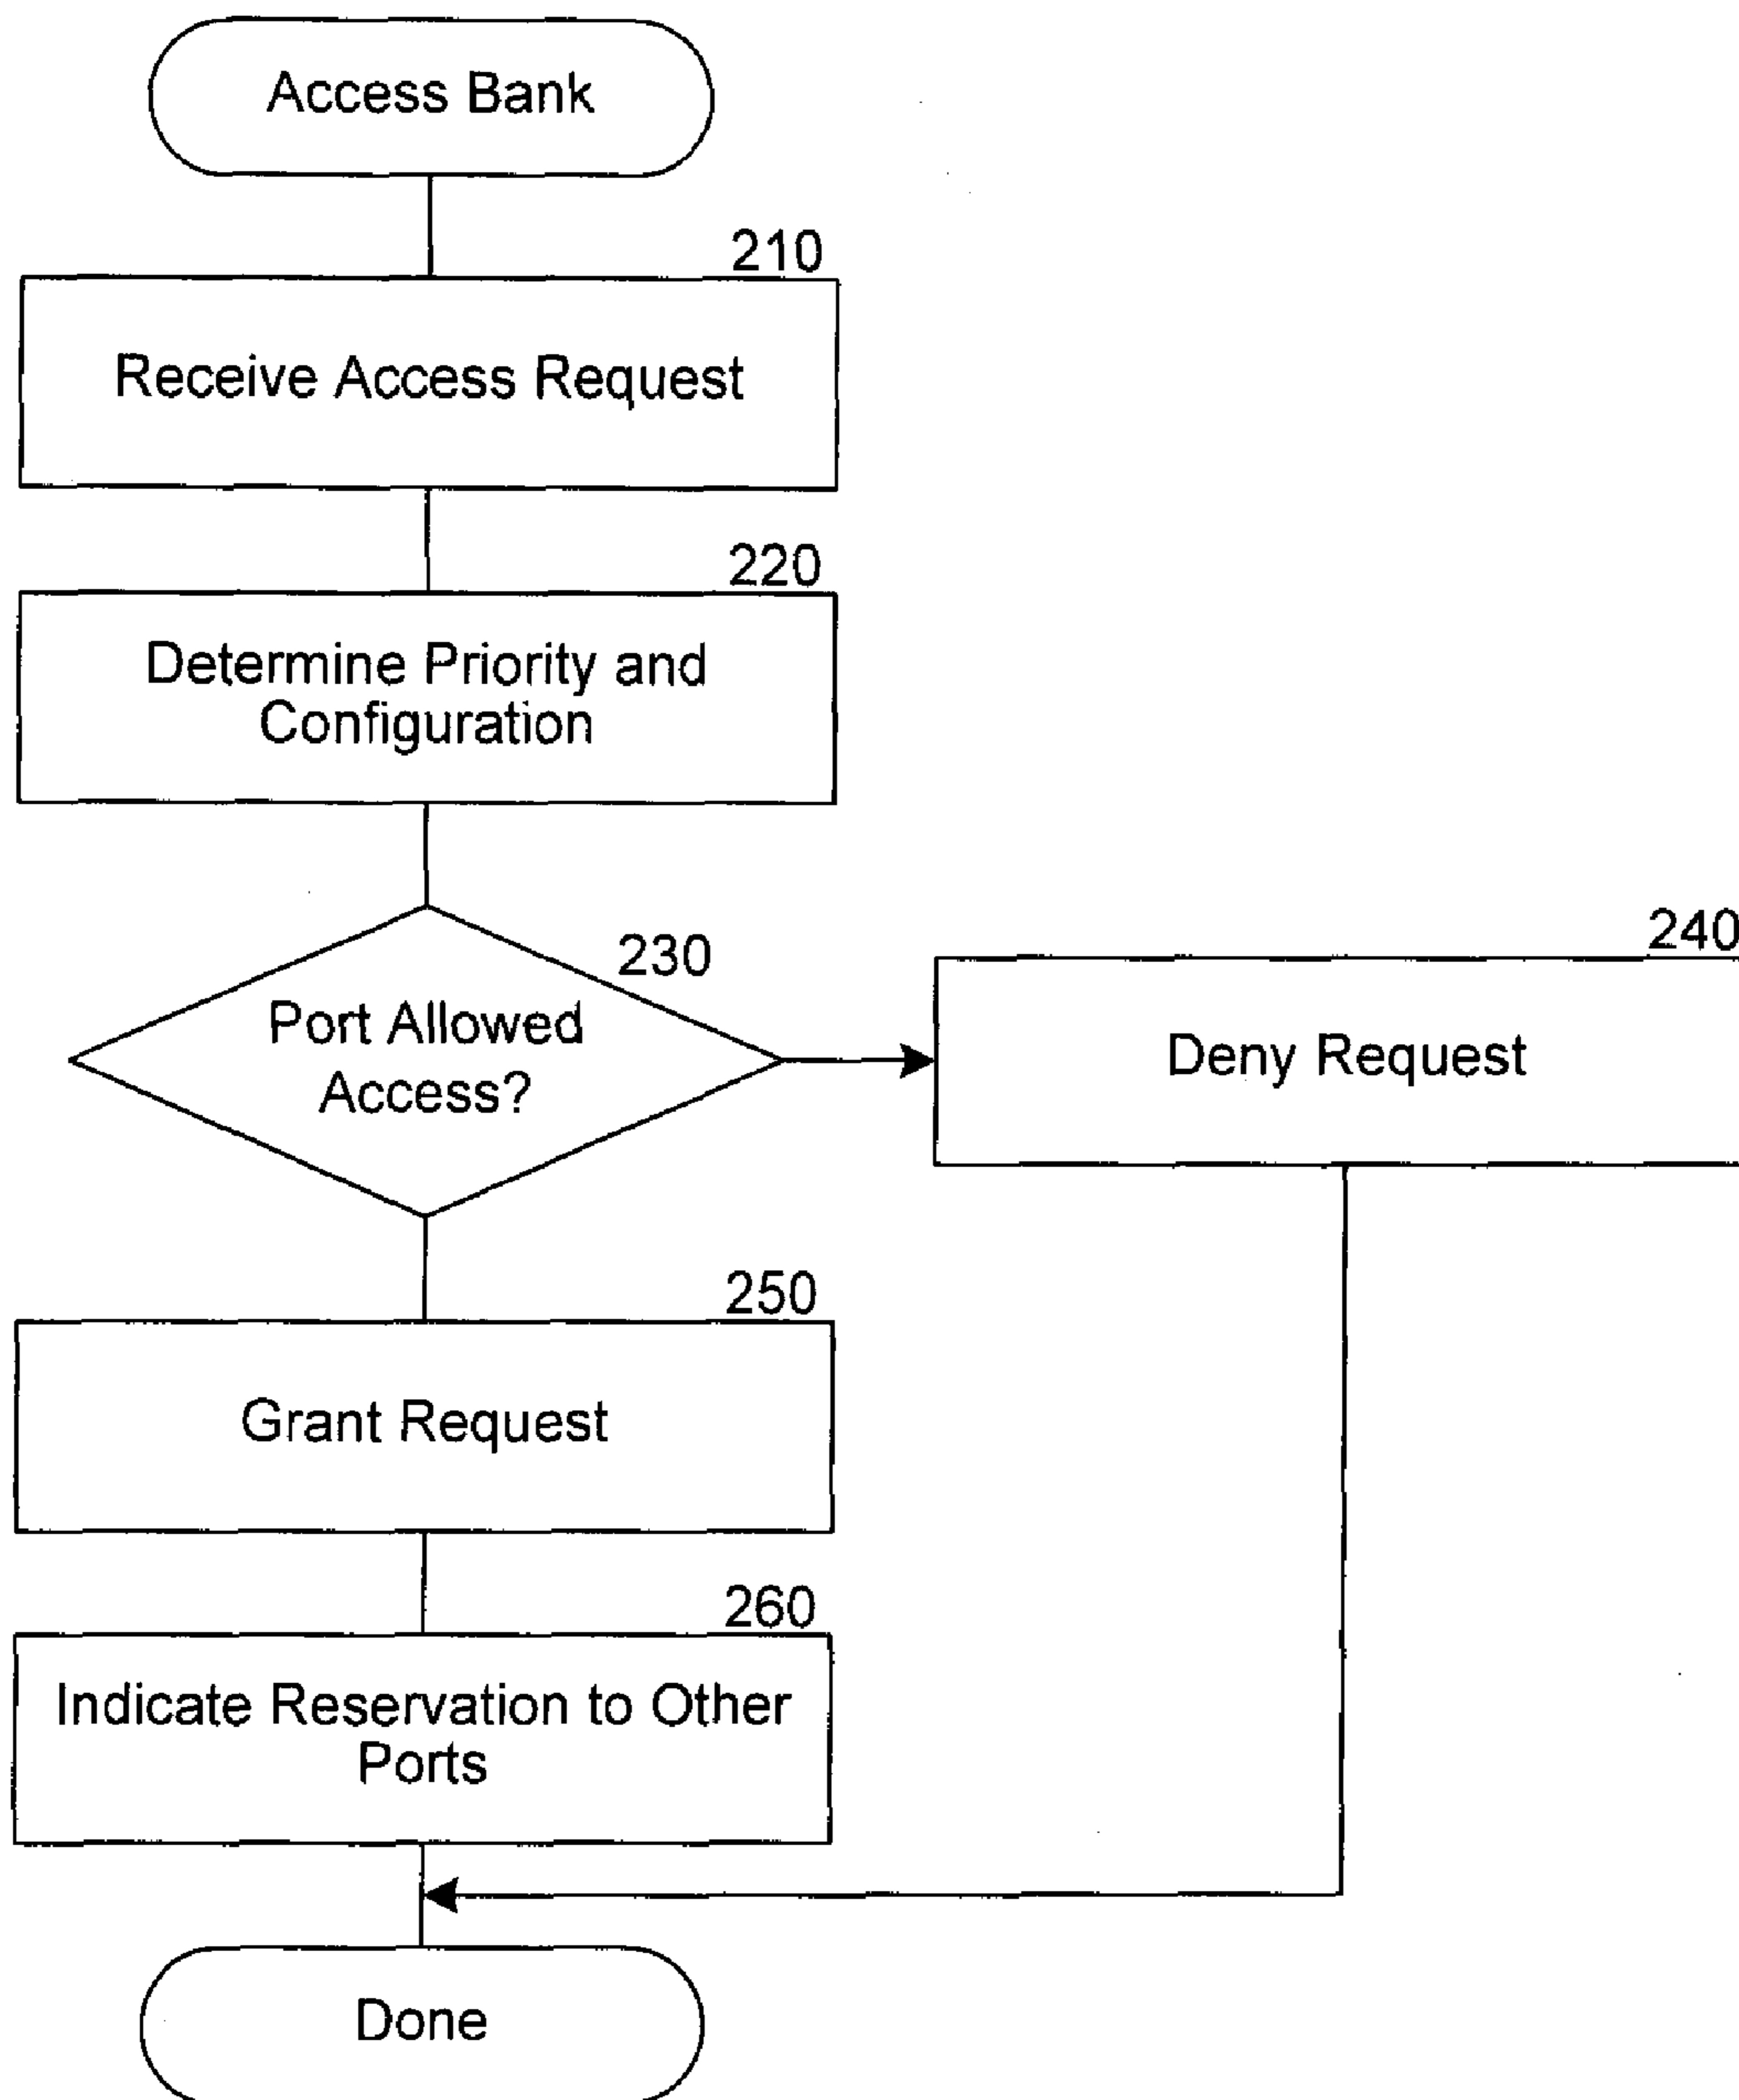 Access Bank
210
Receive Access Request
220
Determine Priority and
Configuration
230
Port Allowed
Access?
240
Deny Request
250
Grant Request
260
Indicate Reservation to Other
Ports
Done